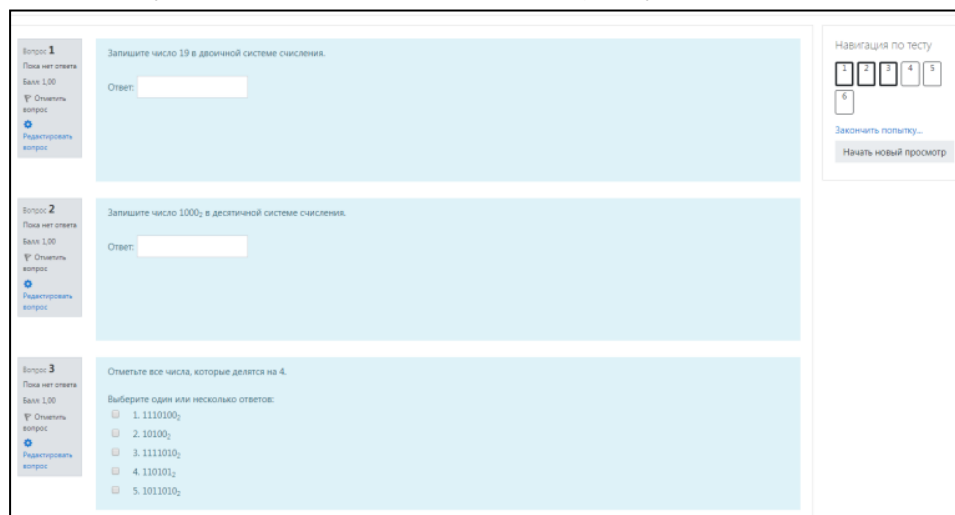 Вопрос 1
Пока нет ответа
Балл: 1,00
Отметить
вопрос
Редактировать
вопрос
Запишите число 19 в двоичной системе счисления.
Ответ:
Вопрос 2
Пока нет ответа
Балл: 1,00
Отметить
вопрос
Редактировать
вопрос
Запишите число 1000₂ в десятичной системе счисления.
Ответ:
Вопрос 3
Пока нет ответа
Балл: 1,00
Отметить
вопрос
Редактировать
вопрос
Отметьте все числа, которые делятся на 4.
Выберите один или несколько ответов:
1. 1110100₂
2. 10100₂
3. 1111010₂
4. 110101₂
5. 1011010₂
Навигация по тесту
1 2 3 4 5
6
Закончить попытку...
Начать новый просмотр